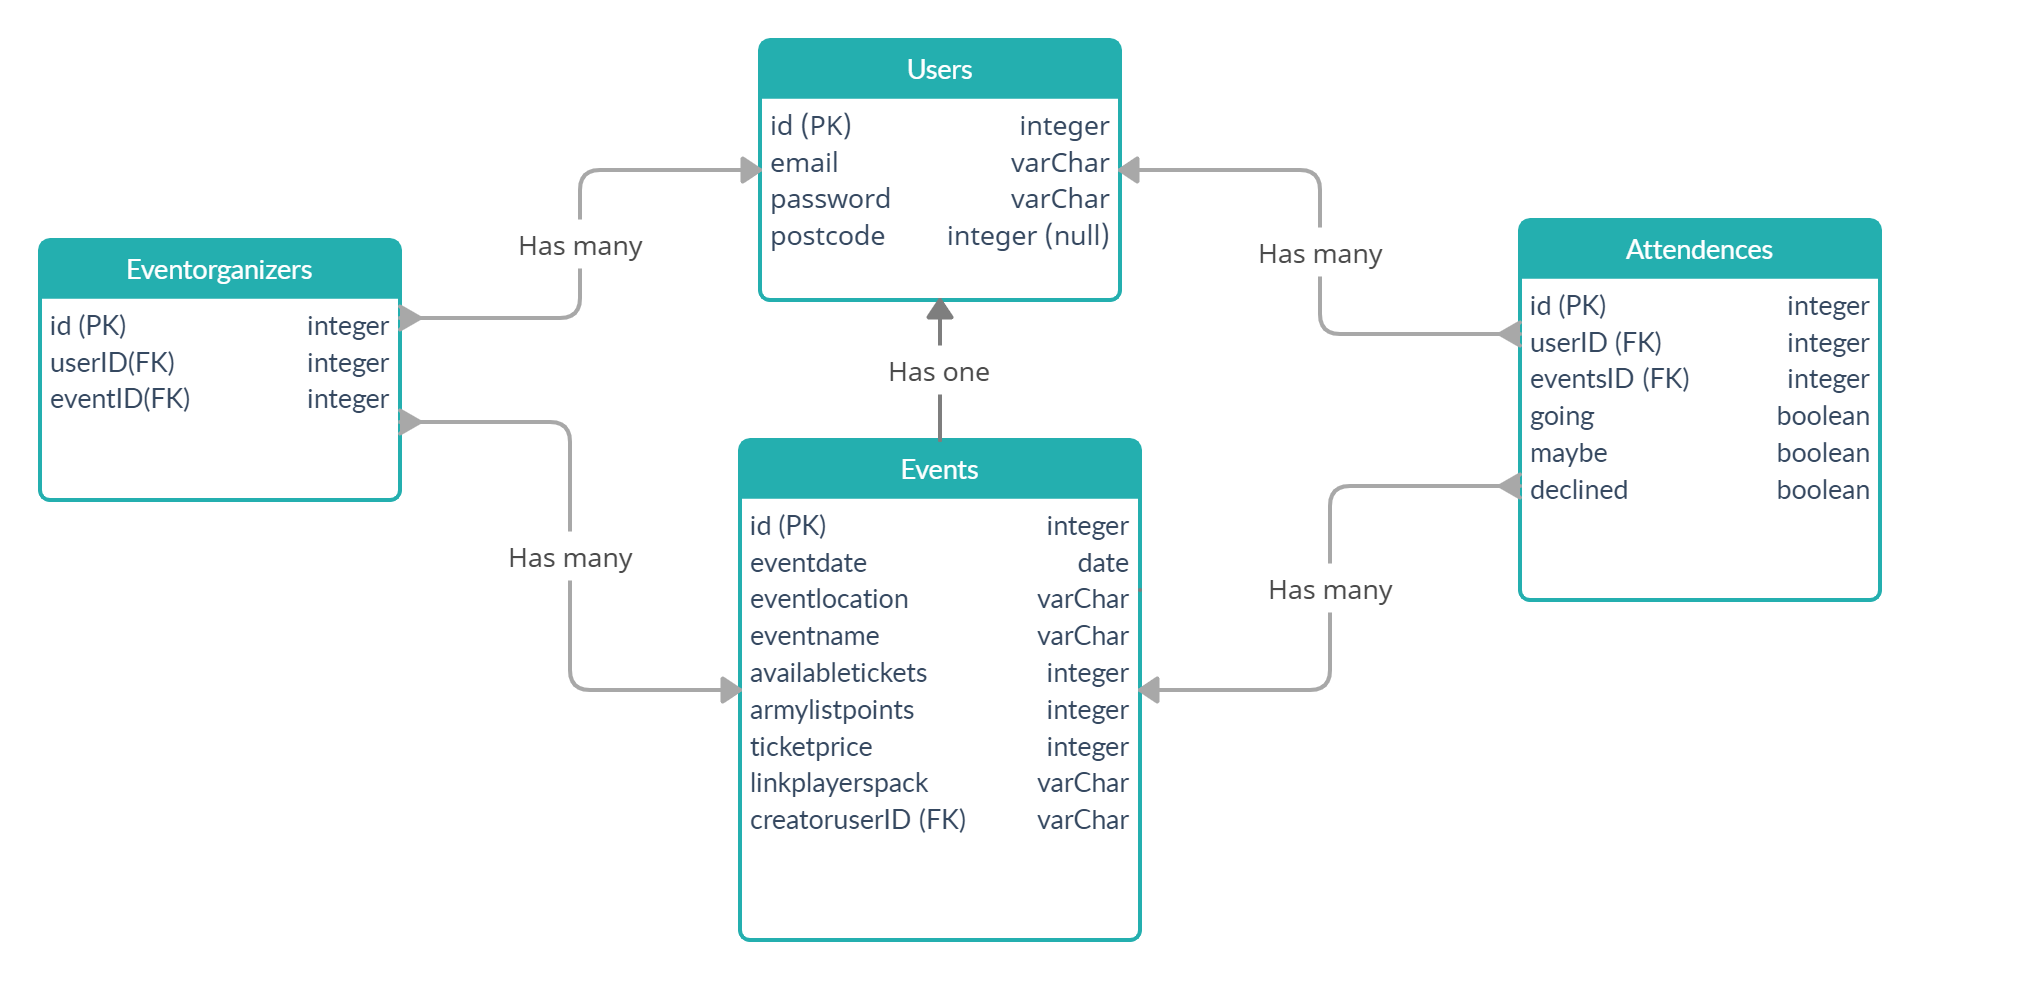 Users
id (PK) integer
email varChar
password varChar
postcode integer (null)
Has many
Has many
Eventorganizers
id (PK) integer
userID(FK) integer
eventID(FK) integer
Attendences
id (PK) integer
userID (FK) integer
eventsID (FK) integer
going boolean
maybe boolean
declined boolean
Has one
Has many
Has many
Events
id (PK) integer
eventdate date
eventlocation varChar
eventname varChar
availabletickets integer
armylistpoints integer
ticketprice integer
linkplayerspack varChar
creatoruserID (FK) varChar